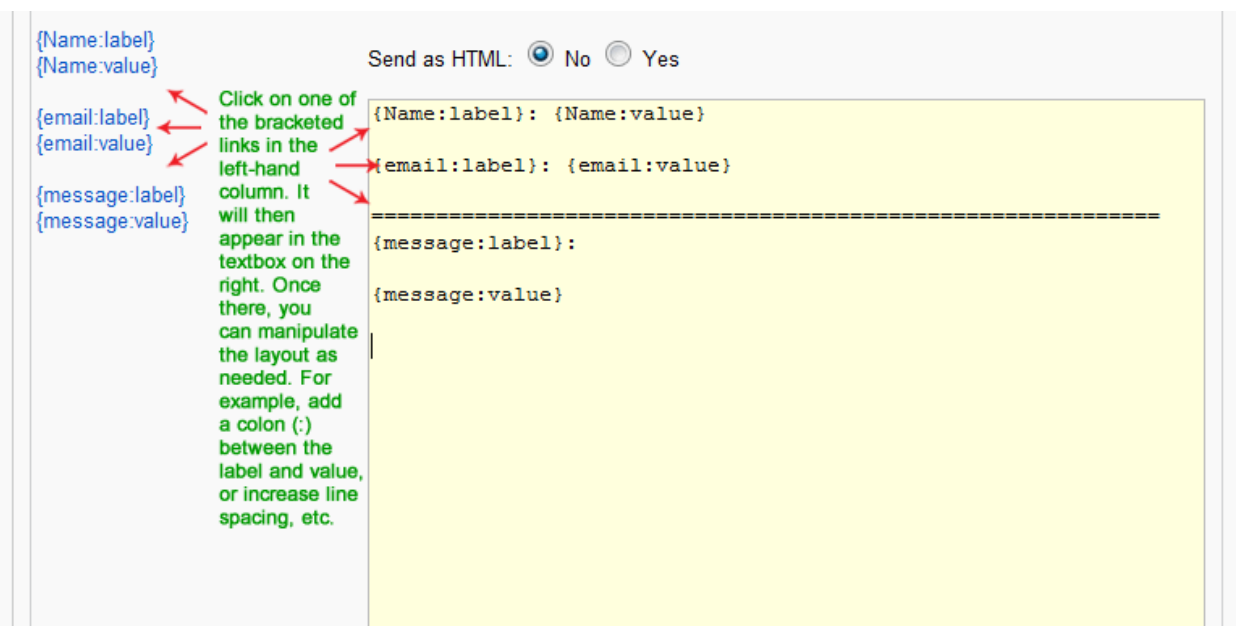 {Name:label}
{Name:value}
{email:label}
{email:value}
{message:label}
{message:value}
Click on one of
the bracketed
links in the
left-hand
column. It
will then
appear in the
textbox on the
right. Once
there, you
can manipulate
the layout as
needed. For
example, add
a colon (:)
between the
label and value,
or increase line
spacing, etc.
Send as HTML: No Yes
{Name:label}: {Name:value}
{email:label}: {email:value}
=============================================================
{message:label}:
{message:value}